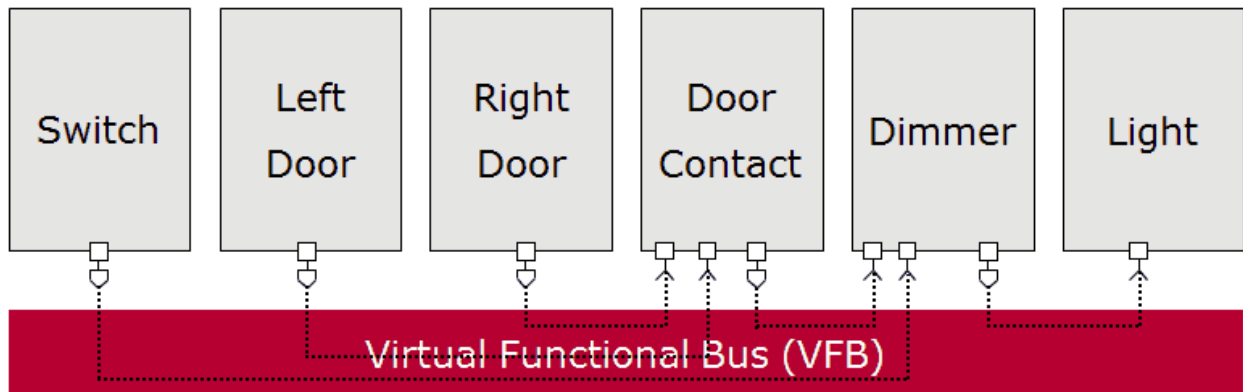 Switch
Left
Door
Right
Door
Door
Contact
Dimmer
Light
Virtual Functional Bus (VFB)